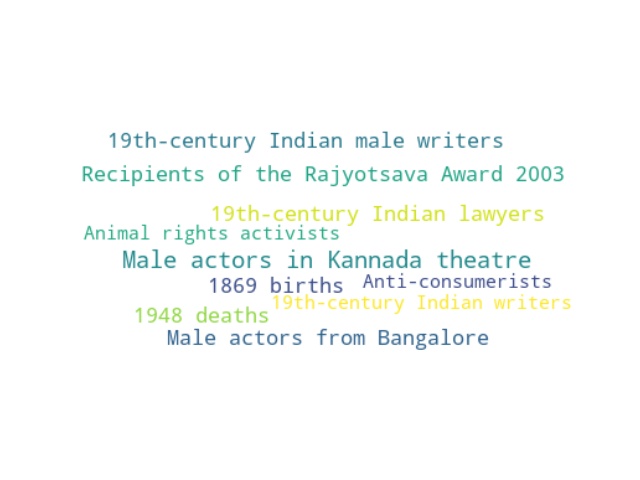 19th-century Indian male writers
Recipients of the Rajyotsava Award 2003
19th-century Indian lawyers
Animal rights activists
Male actors in Kannada theatre
1869 births
Anti-consumerists
19th-century Indian writers
1948 deaths
Male actors from Bangalore